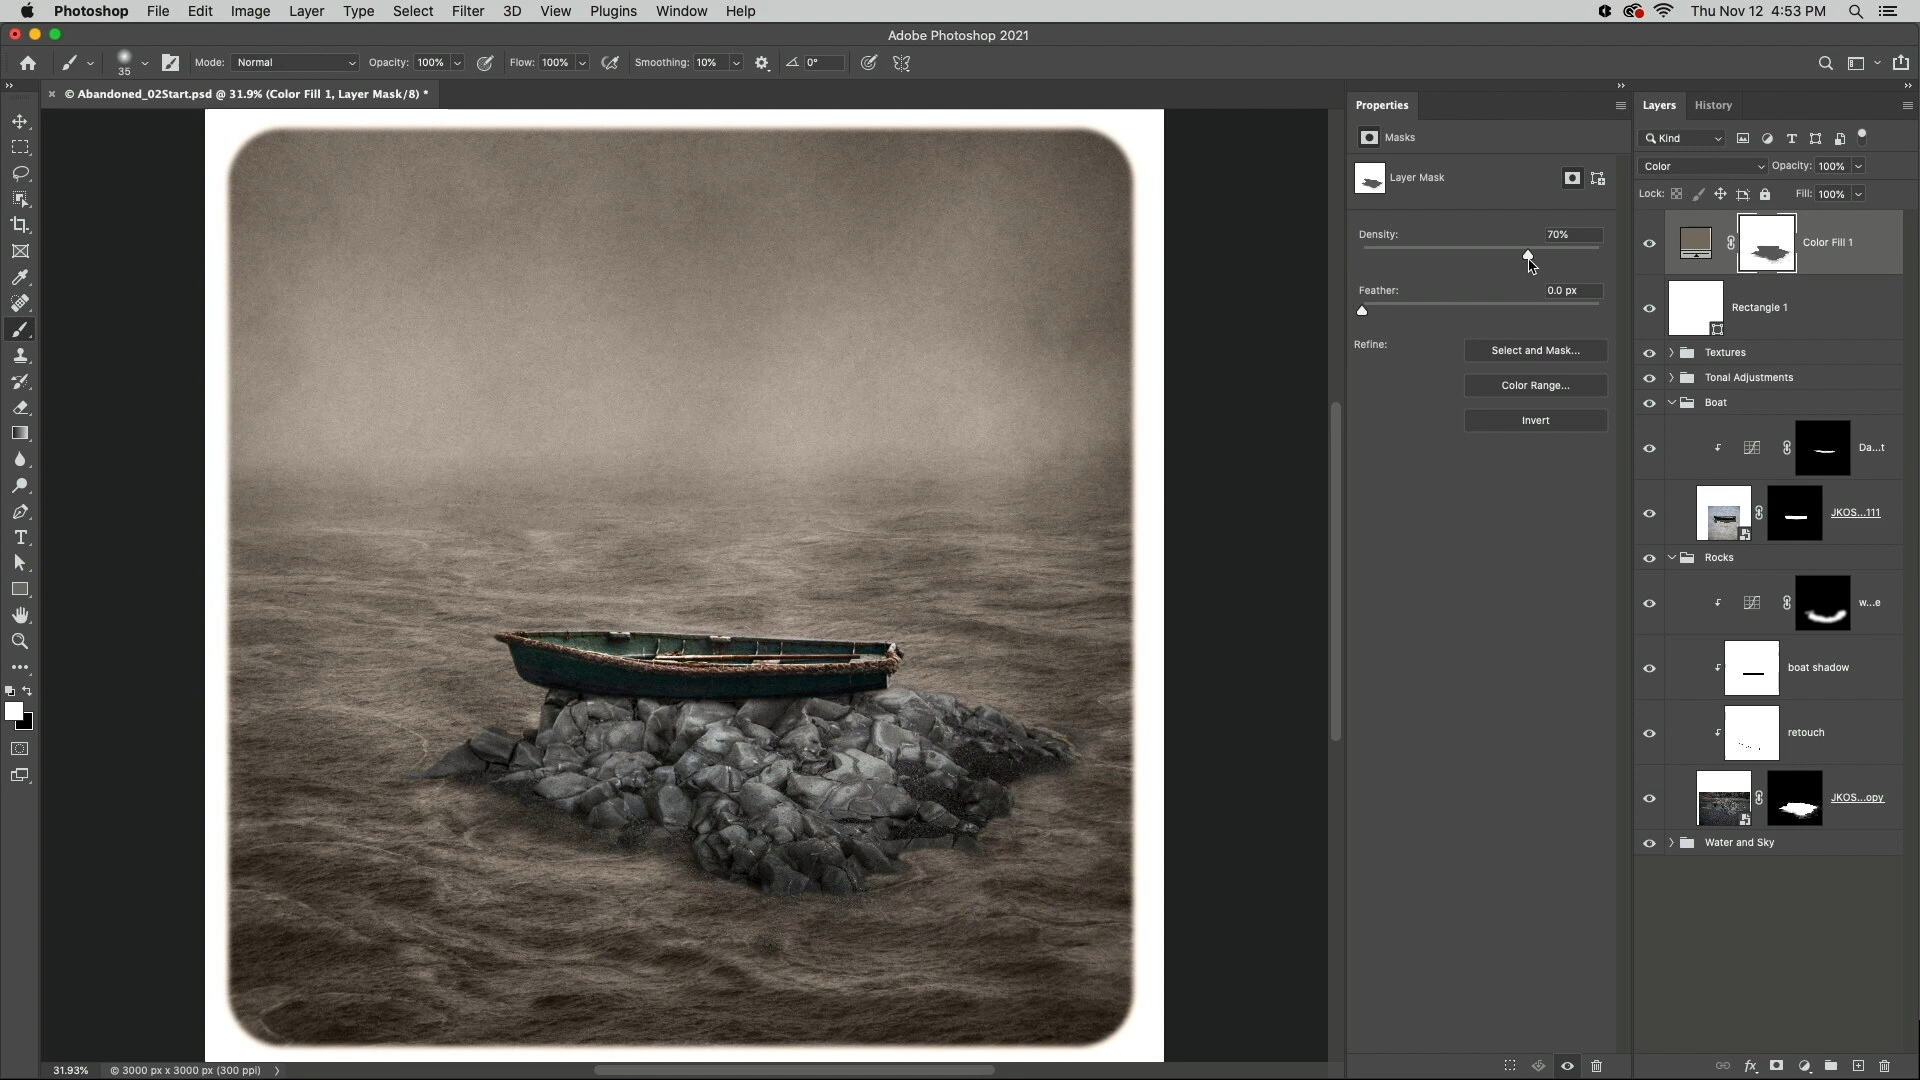 Photoshop File Edit Image Layer Type Select Filter 3D View Plugins Window Help Thu Nov 12 4:53 PM
Adobe Photoshop 2021
35 Mode: Normal Opacity: 100% Flow: 100% Smoothing: 10% 0°
© Abandoned_02Start.psd @ 31.9% (Color Fill 1, Layer Mask/8) *
Properties
Masks
Layer Mask
Density: 70%
Feather: 0.0 px
Refine: Select and Mask...
Color Range...
Invert
Layers History
Kind
Color Opacity: 100%
Lock: Fill: 100%
Color Fill 1
Rectangle 1
Textures
Tonal Adjustments
Boat
Da...t
JKOS...111
Rocks
w...e
boat shadow
retouch
JKOS...opy
Water and Sky
31.93% © 3000 px x 3000 px (300 ppi)